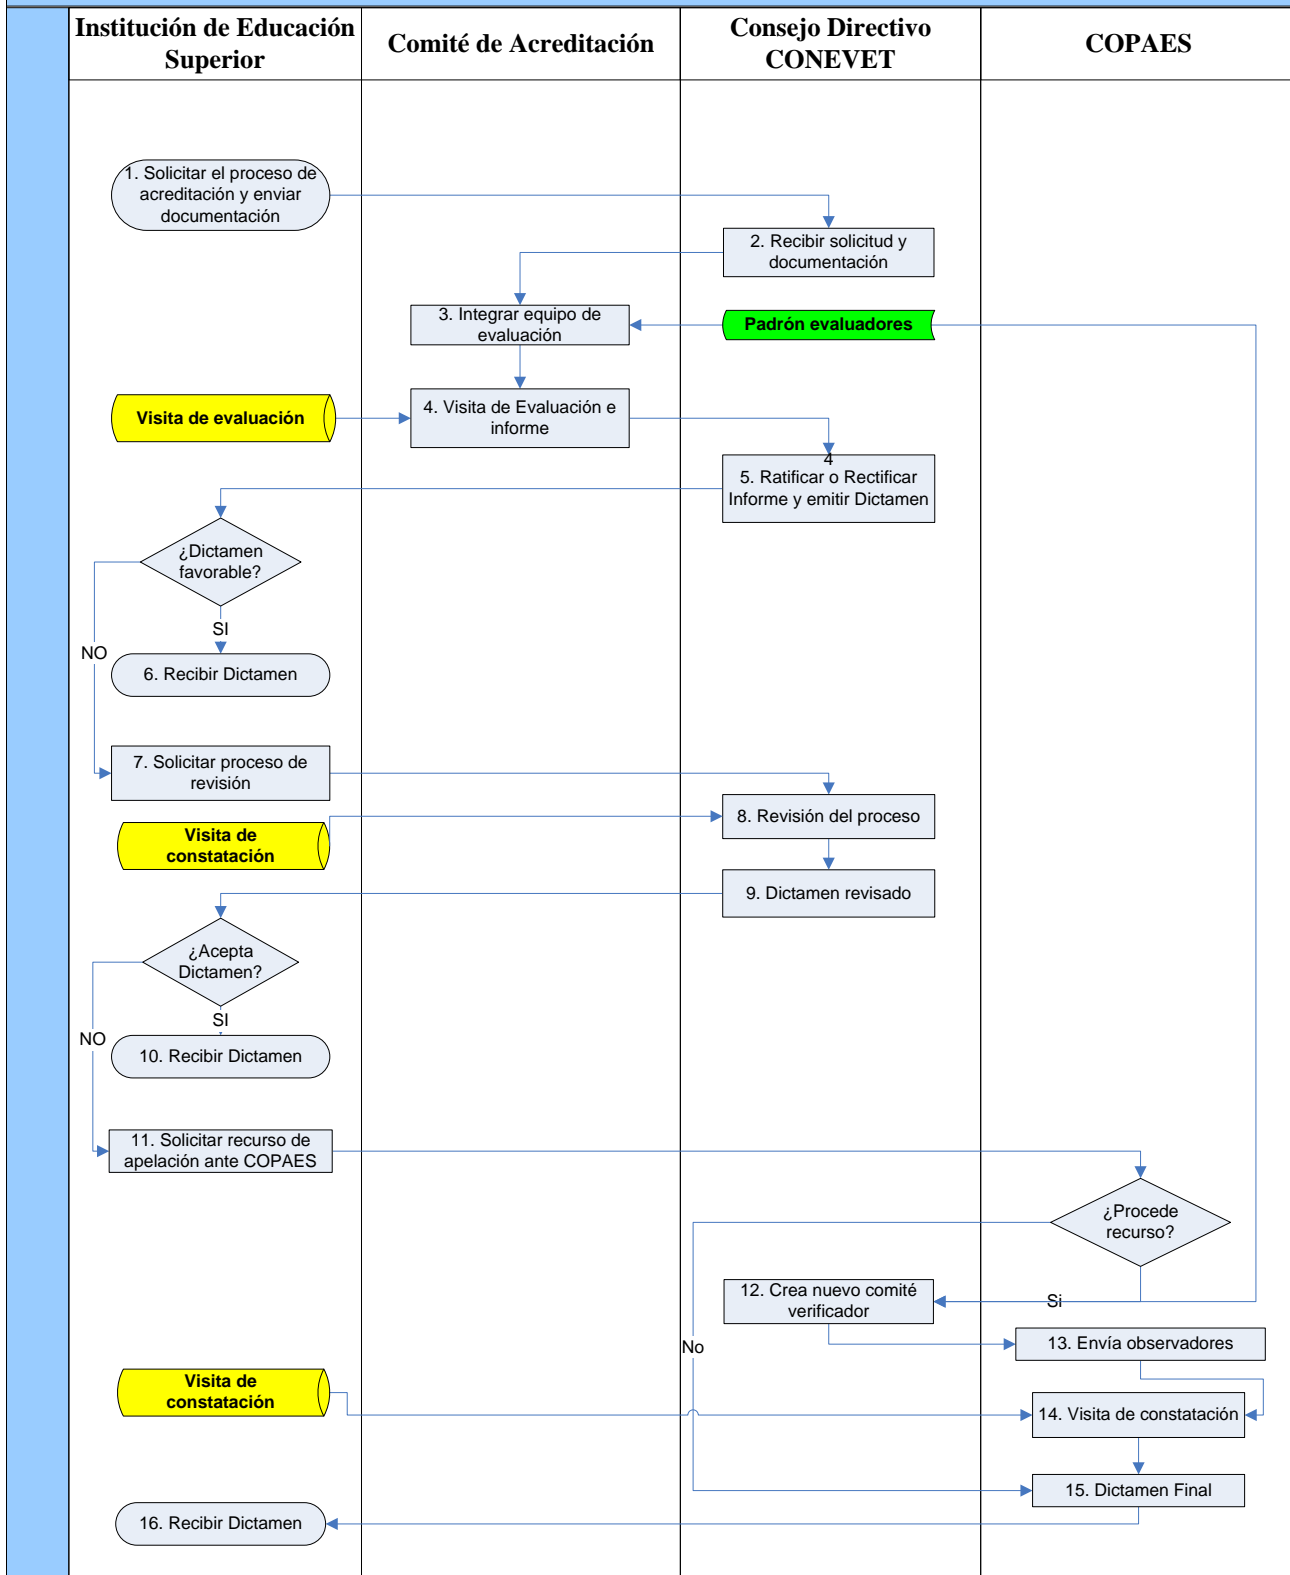 Institución de Educación
Superior
Comité de Acreditación
Consejo Directivo
CONEVET
COPAES
1. Solicitar el proceso de
acreditación y enviar
documentación
2. Recibir solicitud y
documentación
3. Integrar equipo de
evaluación
Padrón evaluadores
Visita de evaluación
4. Visita de Evaluación e
informe
4
5. Ratificar o Rectificar
Informe y emitir Dictamen
¿Dictamen
favorable?
SI
NO
6. Recibir Dictamen
7. Solicitar proceso de
revisión
8. Revisión del proceso
Visita de
constatación
9. Dictamen revisado
¿Acepta
Dictamen?
SI
NO
10. Recibir Dictamen
11. Solicitar recurso de
apelación ante COPAES
¿Procede
recurso?
12. Crea nuevo comité
verificador
Si
No
13. Envía observadores
Visita de
constatación
14. Visita de constatación
15. Dictamen Final
16. Recibir Dictamen